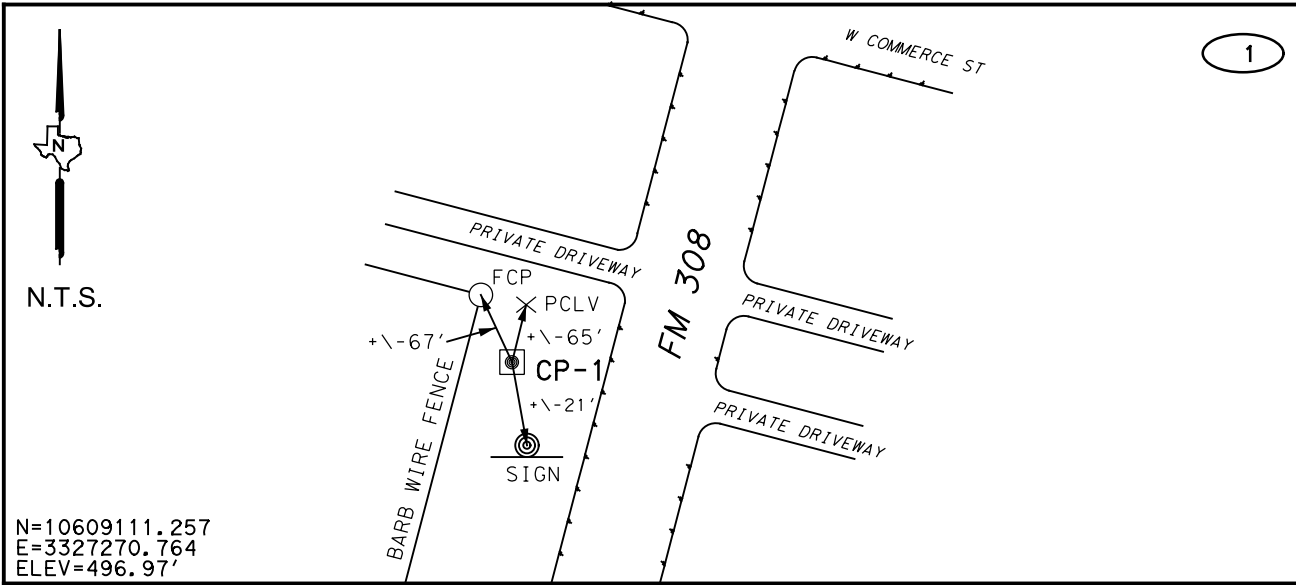 W COMMERCE ST
1
N
N.T.S.
PRIVATE DRIVEWAY
FM 308
FCP
PCLV
PRIVATE DRIVEWAY
+\-67'
+\-65'
CP-1
BARB WIRE FENCE
+\-21'
PRIVATE DRIVEWAY
SIGN
N=10609111.257
E=3327270.764
ELEV=496.97'